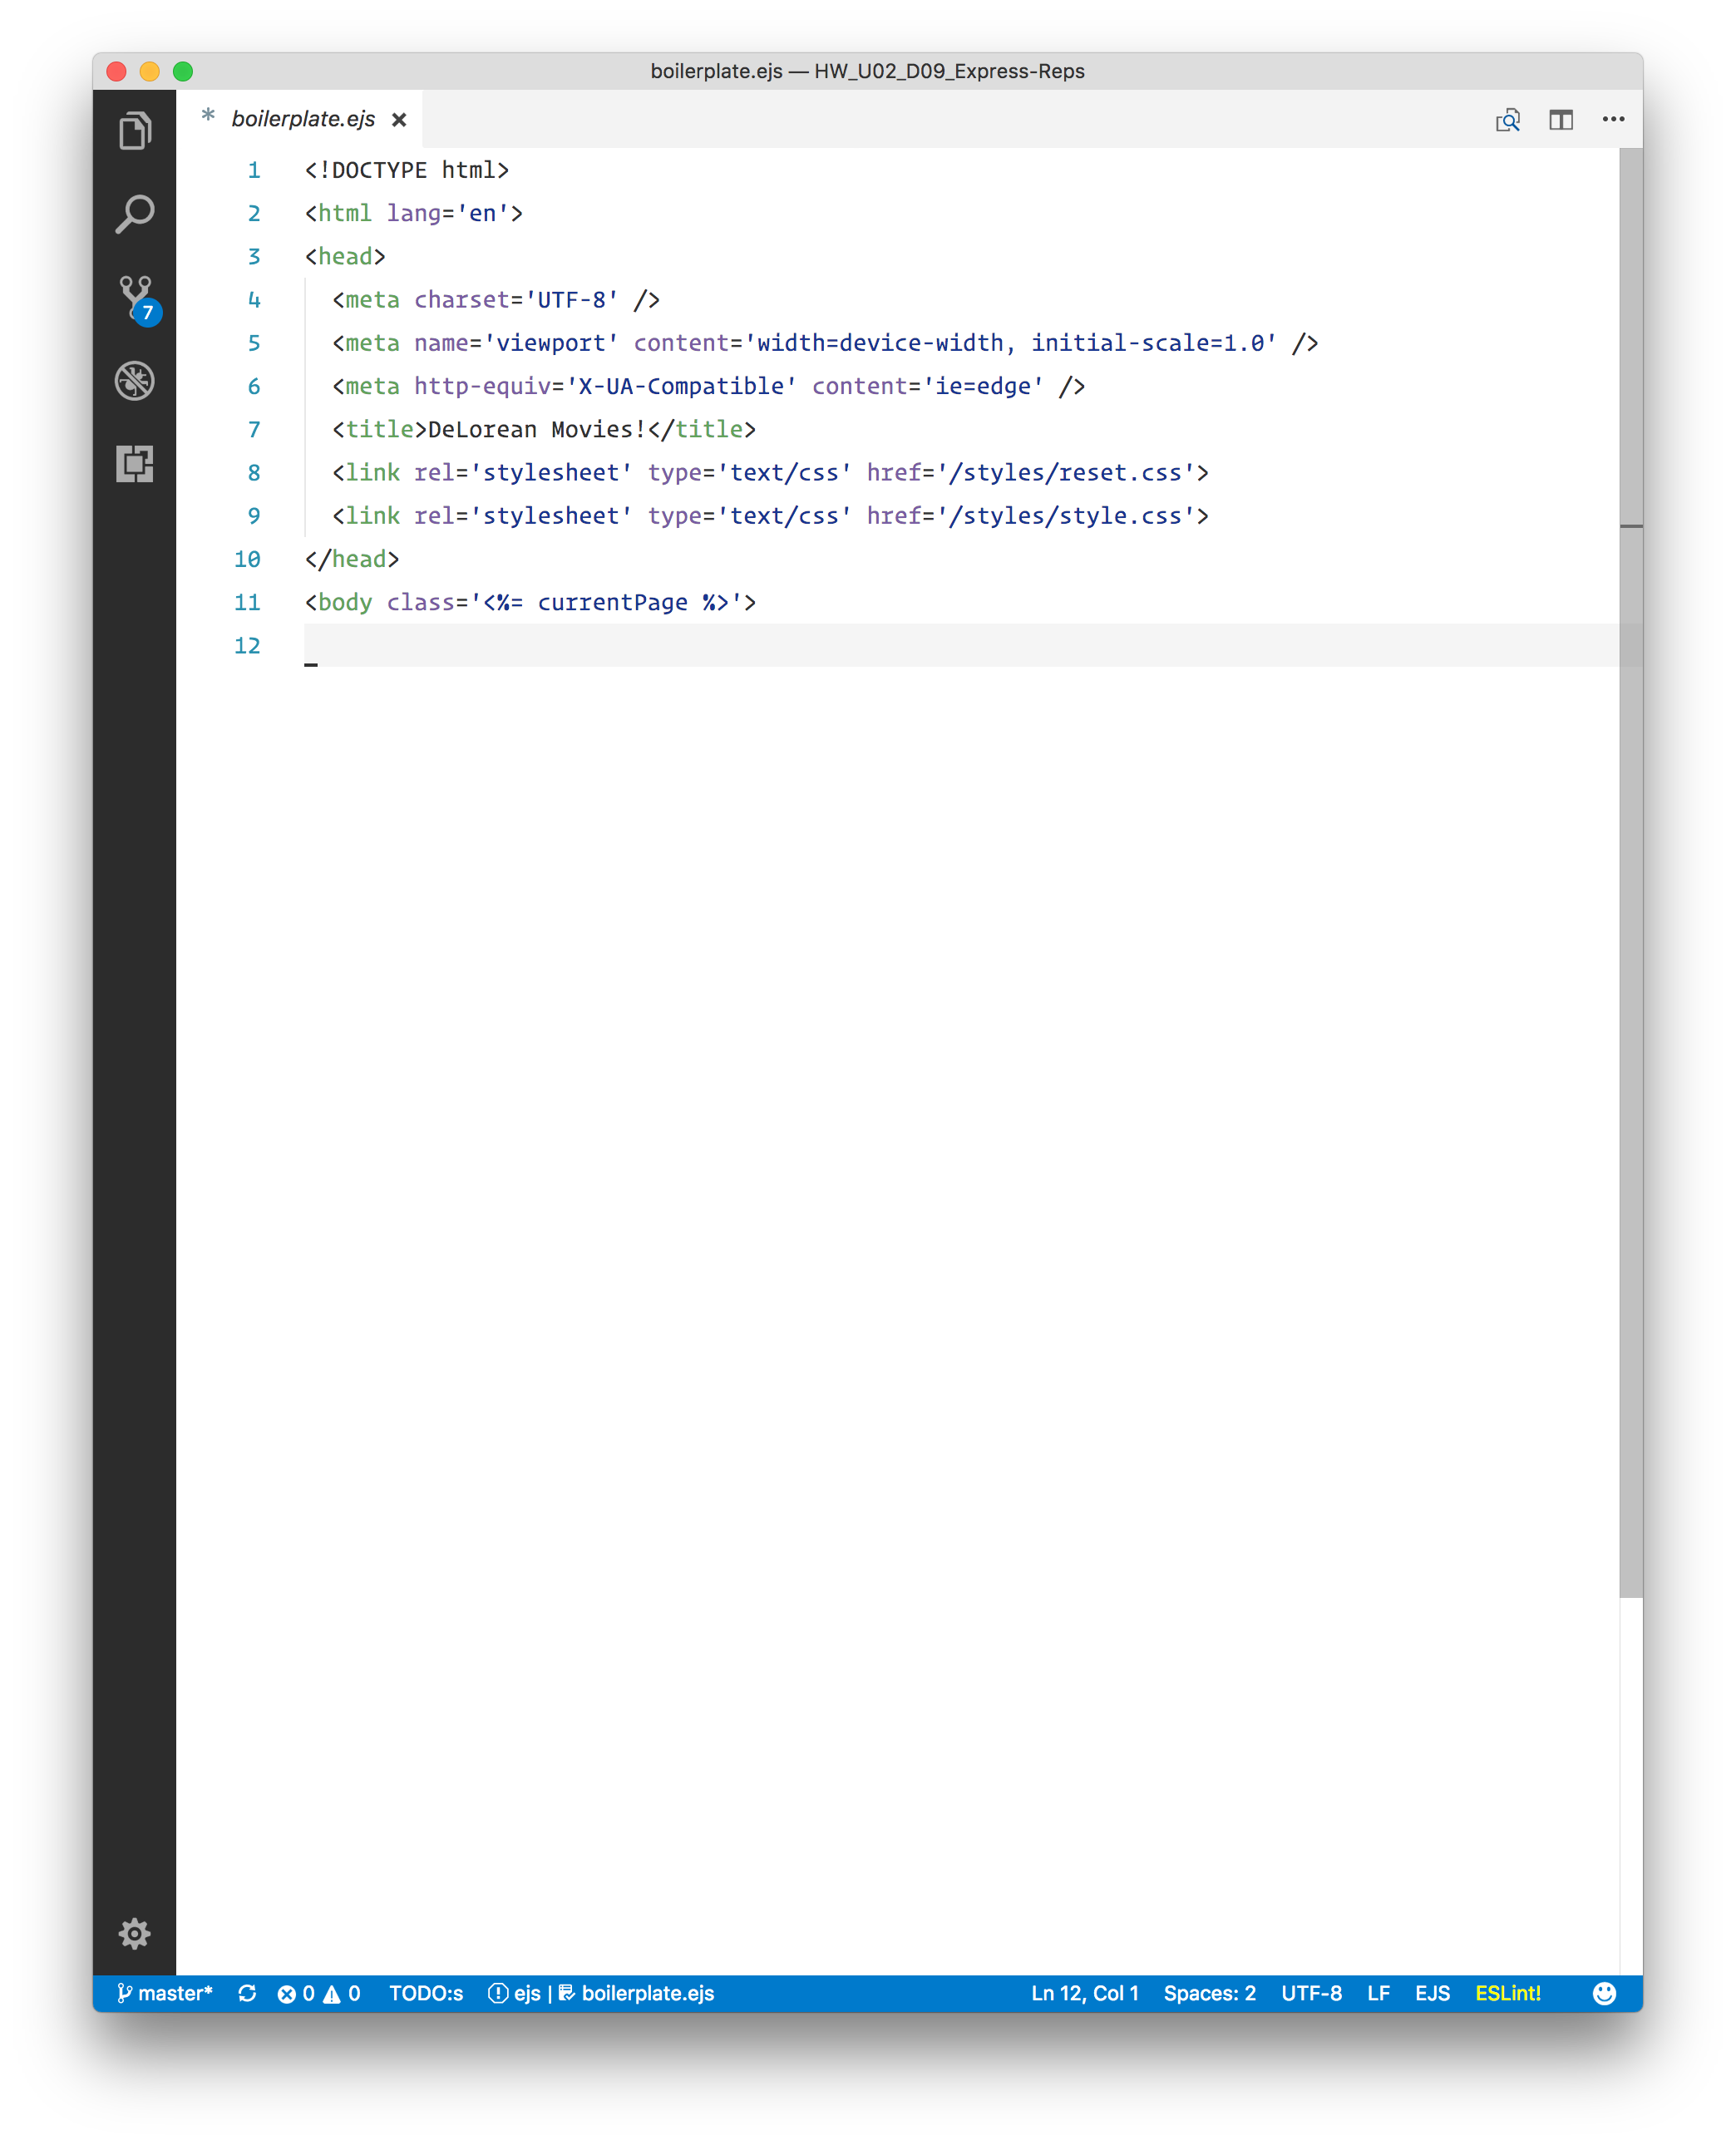 boilerplate.ejs — HW_U02_D09_Express-Reps
* boilerplate.ejs ×
1 <!DOCTYPE html>
2 <html lang='en'>
3 <head>
4   <meta charset='UTF-8' />
5   <meta name='viewport' content='width=device-width, initial-scale=1.0' />
6   <meta http-equiv='X-UA-Compatible' content='ie=edge' />
7   <title>DeLorean Movies!</title>
8   <link rel='stylesheet' type='text/css' href='/styles/reset.css'>
9   <link rel='stylesheet' type='text/css' href='/styles/style.css'>
10 </head>
11 <body class='<%= currentPage %>'>
12
7
master* 0 0 TODO:s ejs | boilerplate.ejs Ln 12, Col 1 Spaces: 2 UTF-8 LF EJS ESLint!